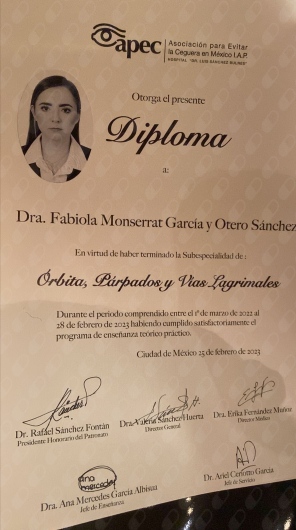 apec
Asociación para Evitar
la Ceguera en México I.A.P.
HOSPITAL "DR. LUIS SÁNCHEZ BULNES"
Otorga el presente
Diploma
a:
Dra. Fabiola Monserrat García y Otero Sánchez
En virtud de haber terminado la Subespecialidad de :
Órbita, Párpados y Vías Lagrimales
Durante el periodo comprendido entre el 1º de marzo de 2022 al
28 de febrero de 2023 habiendo cumplido satisfactoriamente el
programa de enseñanza teórico práctico.
Ciudad de México 25 de febrero de 2023
Dr. Rafael Sánchez Fontán
Presidente Honorario del Patronato
Dra. Valeria Sánchez Huerta
Director General
Dra. Erika Fernández Muñoz
Director Médico
Dra. Ana Mercedes García Albisua
Jefe de Enseñanza
Dr. Ariel Carlotto García
Jefe de Servicio